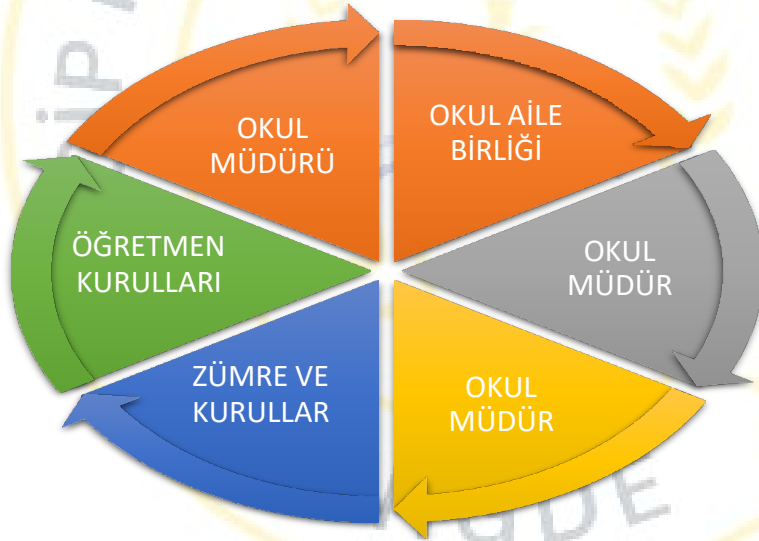 OKUL
MÜDÜRÜ
OKUL AİLE
BİRLİĞİ
OKUL
MÜDÜR
OKUL
MÜDÜR
ZÜMRE VE
KURULLAR
ÖĞRETMEN
KURULLARI